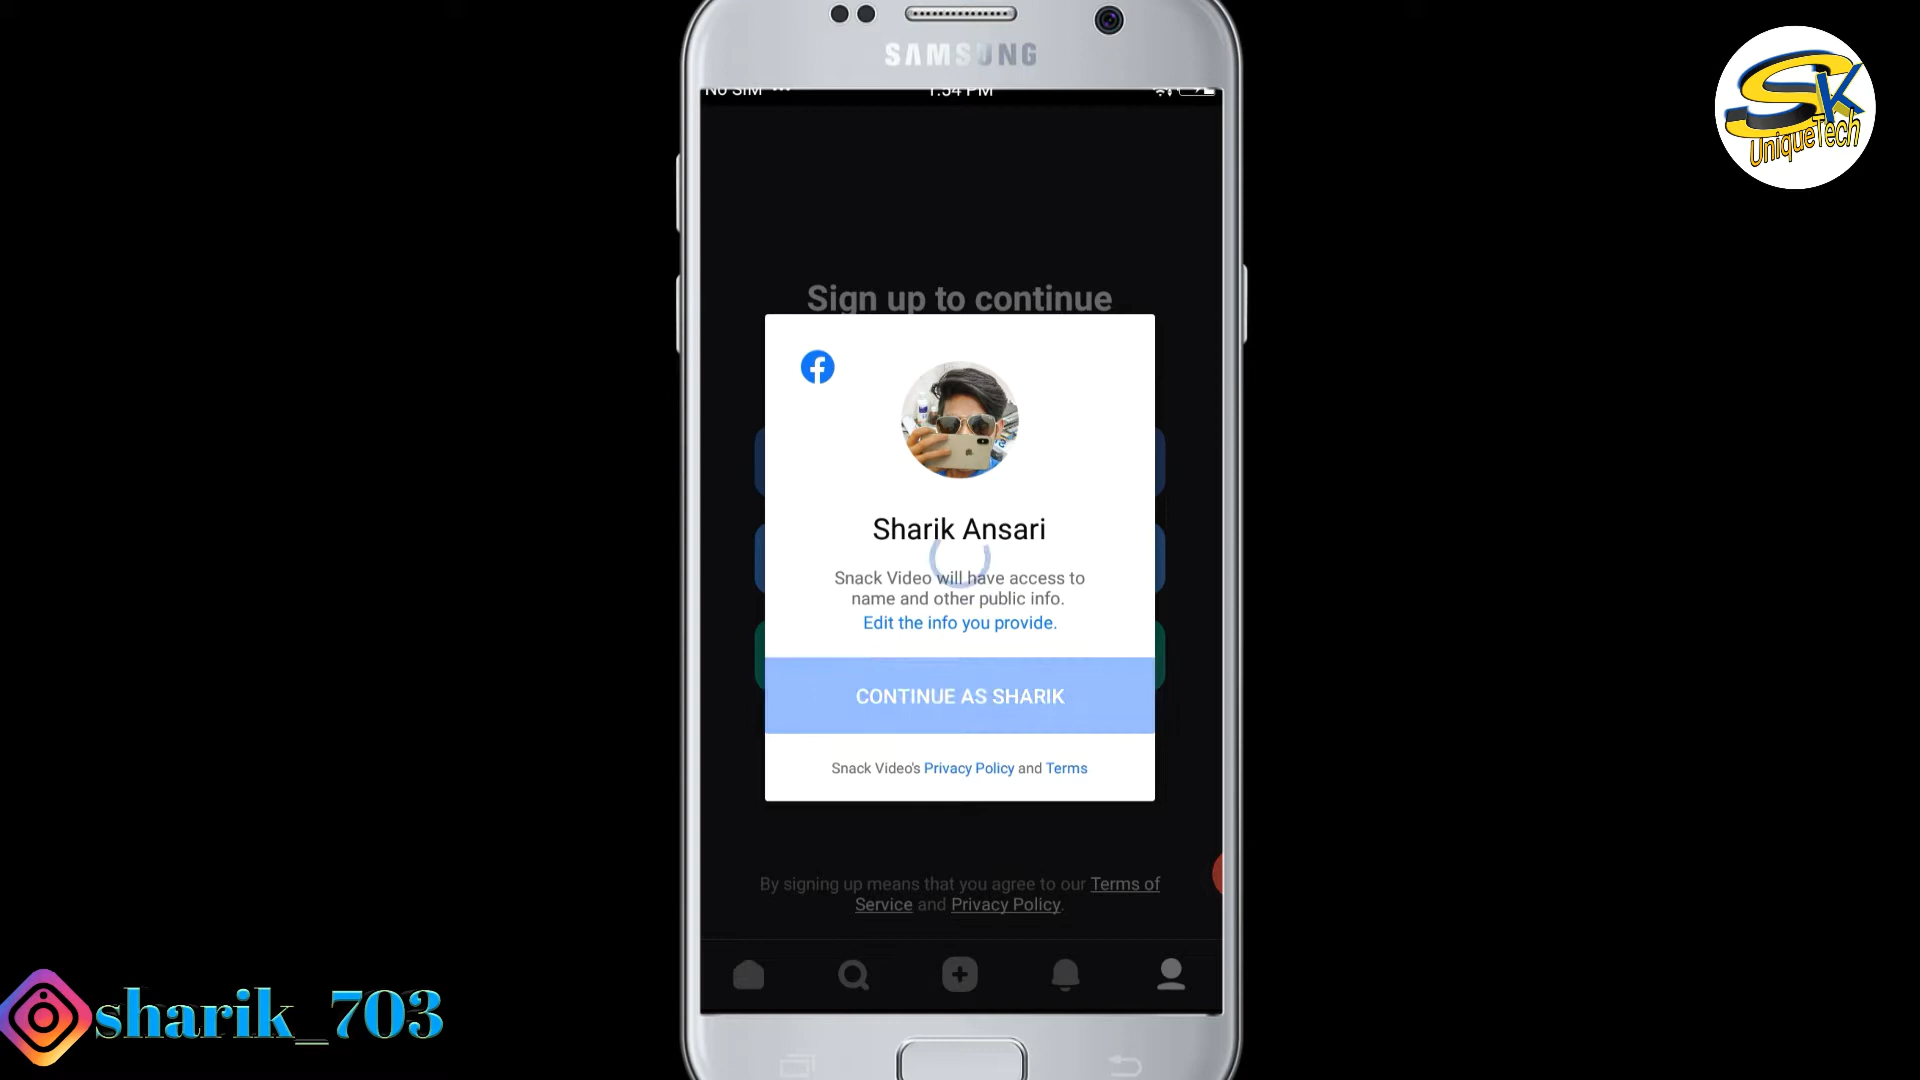 SAMSUNG
No SIM ...
1:54 PM
SK
UniqueTech
Sign up to continue
Sharik Ansari
Snack Video will have access to
name and other public info.
Edit the info you provide.
CONTINUE AS SHARIK
Snack Video's Privacy Policy and Terms
By signing up means that you agree to our Terms of
Service and Privacy Policy.
sharik_703